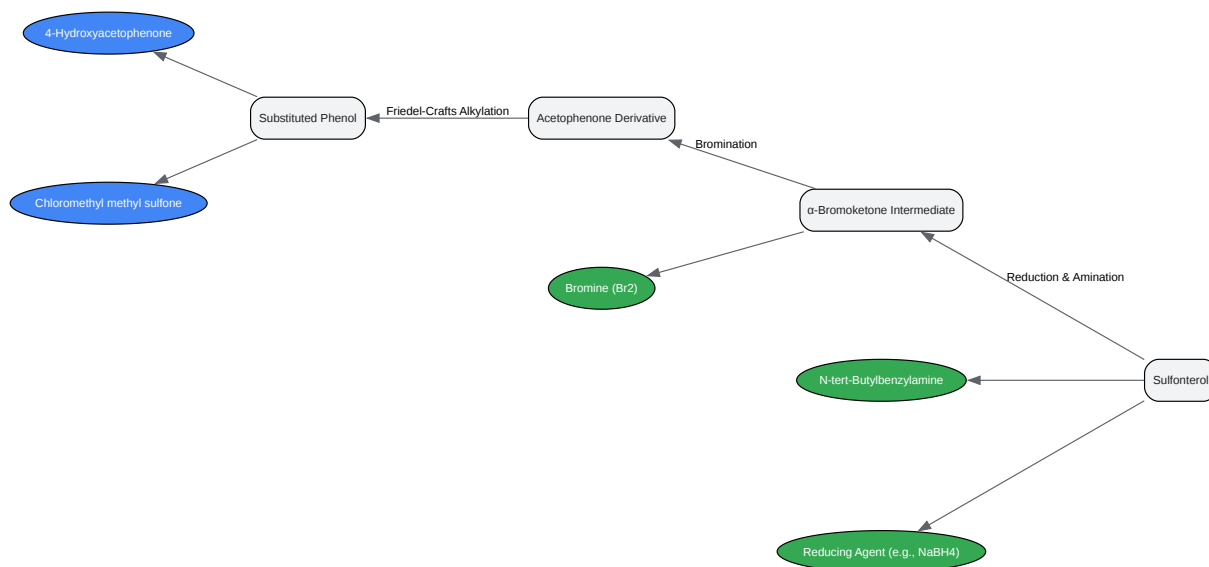 4-Hydroxyacetophenone
Friedel-Crafts Alkylation
Substituted Phenol
Acetophenone Derivative
Bromination
Chloromethyl methyl sulfone
α-Bromoketone Intermediate
Reduction & Amination
Bromine (Br2)
N-tert-Butylbenzylamine
Sulfonterol
Reducing Agent (e.g., NaBH4)